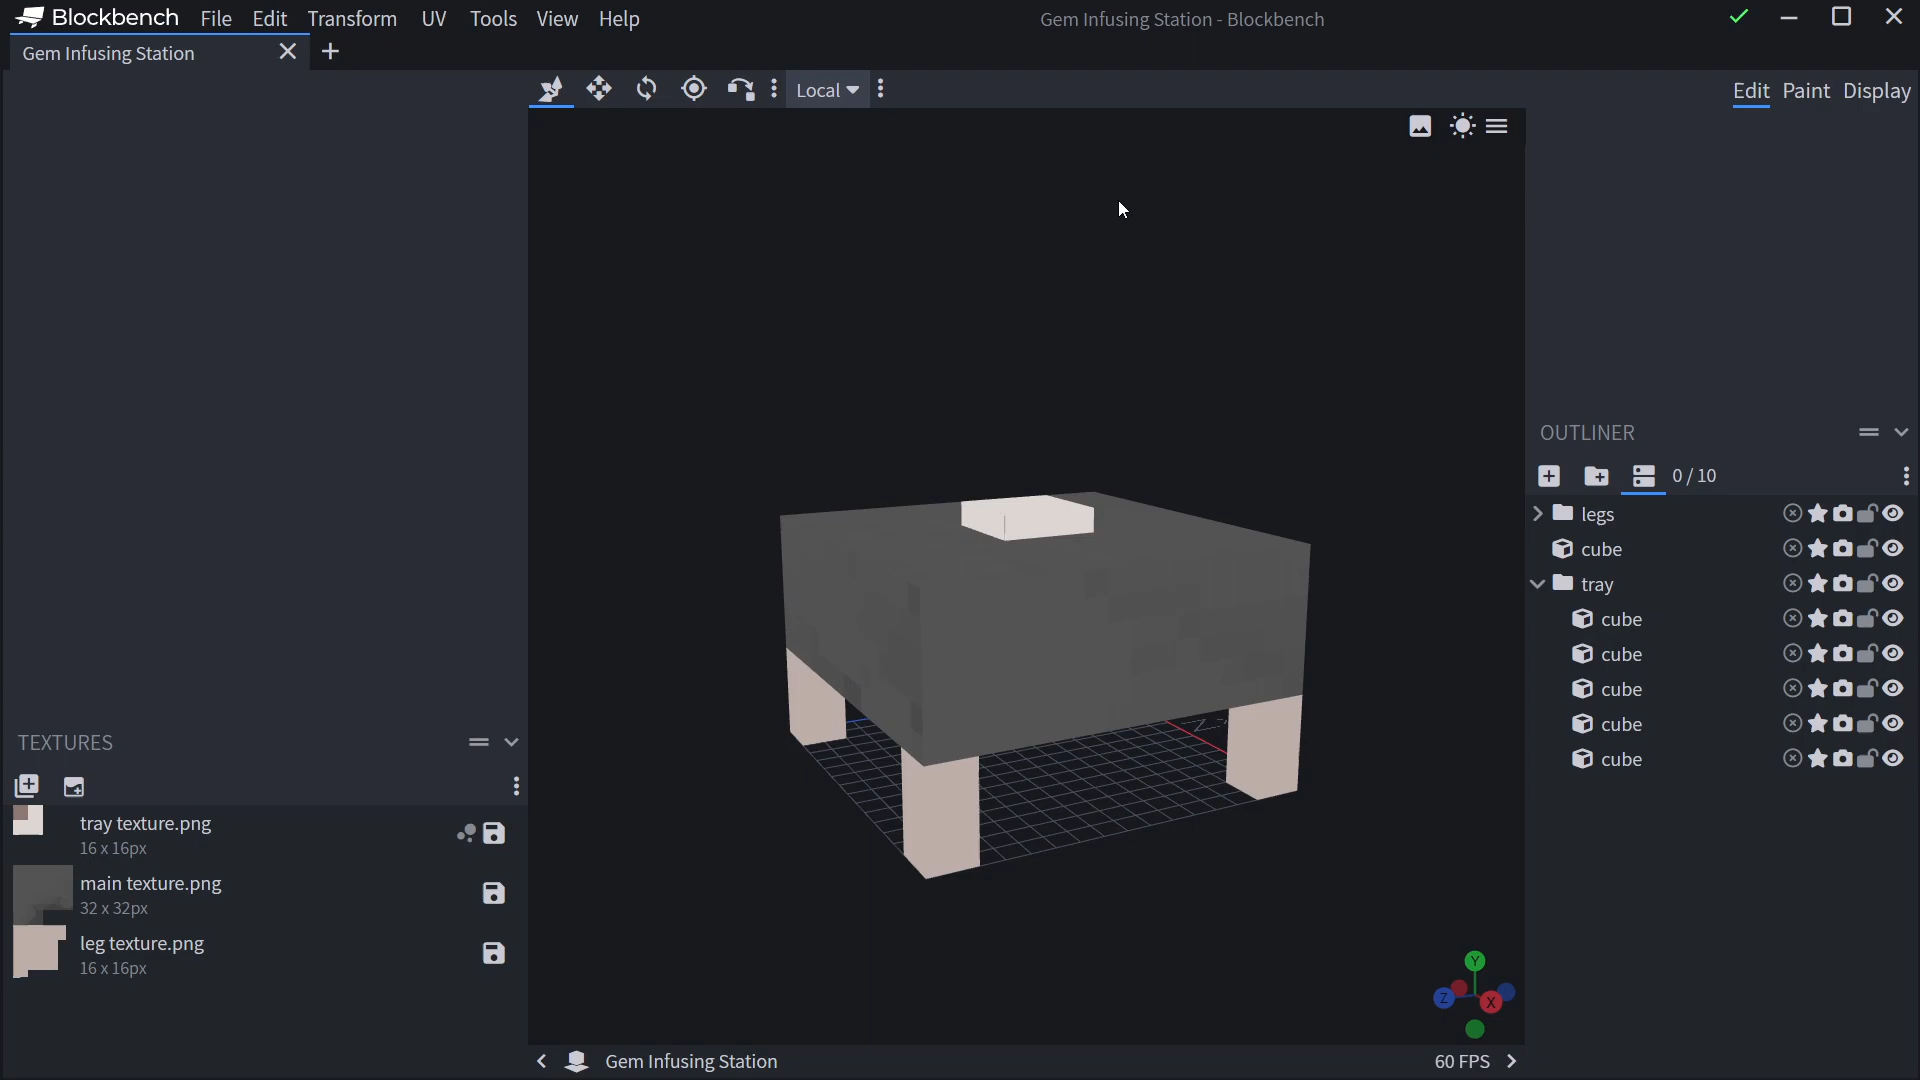 Blockbench File Edit Transform UV Tools View Help
Gem Infusing Station - Blockbench
Gem Infusing Station
Local
Edit Paint Display
OUTLINER
0 / 10
legs
cube
tray
cube
cube
cube
cube
cube
TEXTURES
tray texture.png
16 x 16px
main texture.png
32 x 32px
leg texture.png
16 x 16px
Y
Z
X
Gem Infusing Station
60 FPS